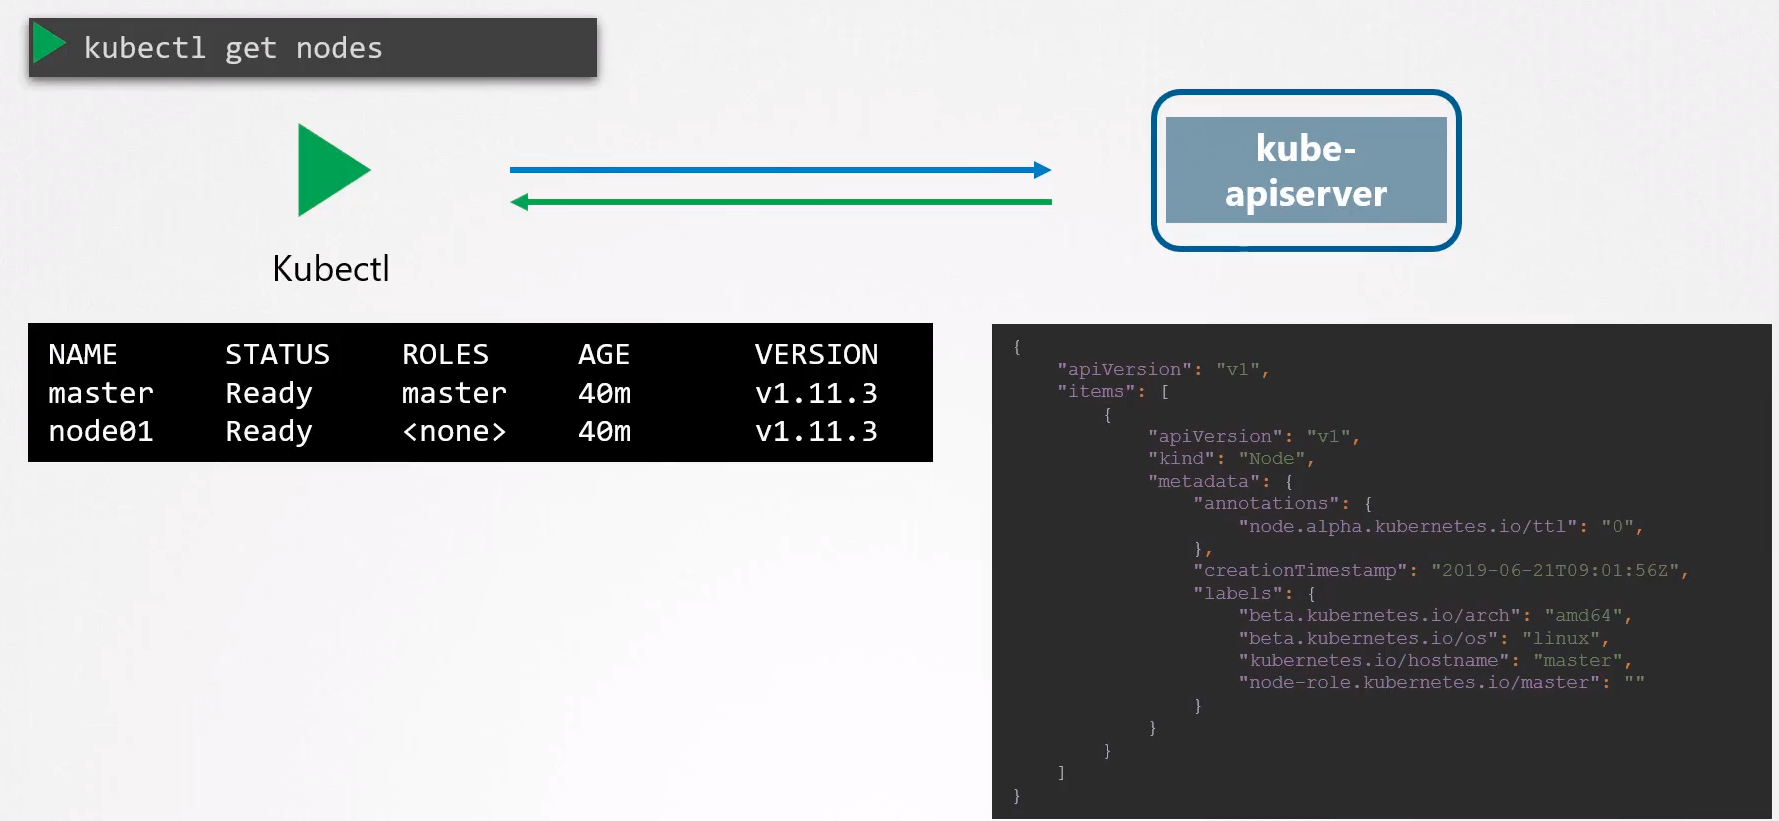 kubectl get nodes
kube-
apiserver
Kubectl
NAME STATUS ROLES AGE VERSION
master Ready master 40m v1.11.3
node01 Ready <none> 40m v1.11.3
{
"apiVersion": "v1",
"items": [
{
"apiVersion": "v1",
"kind": "Node",
"metadata": {
"annotations": {
"node.alpha.kubernetes.io/ttl": "0",
},
"creationTimestamp": "2019-06-21T09:01:56Z",
"labels": {
"beta.kubernetes.io/arch": "amd64",
"beta.kubernetes.io/os": "linux",
"kubernetes.io/hostname": "master",
"node-role.kubernetes.io/master": ""
}
}
}
]
}